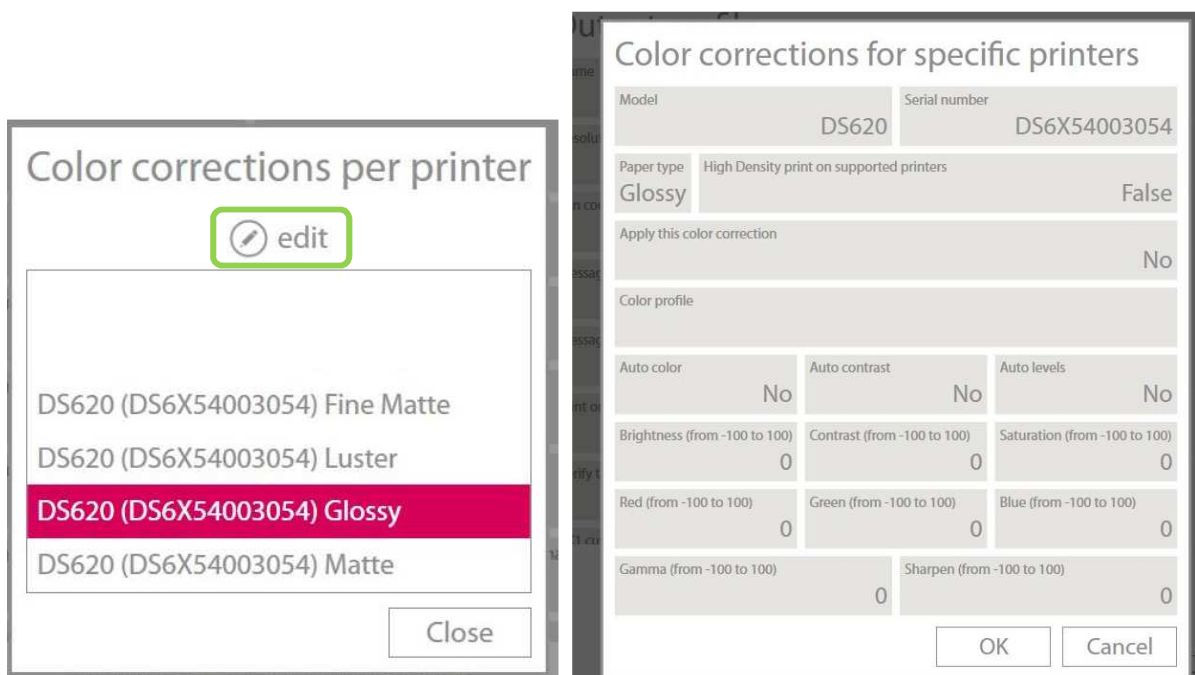 Color corrections per printer
edit
DS620 (DS6X54003054) Fine Matte
DS620 (DS6X54003054) Luster
DS620 (DS6X54003054) Glossy
DS620 (DS6X54003054) Matte
Close
Color corrections for specific printers
Model
DS620
Serial number
DS6X54003054
Paper type
Glossy
High Density print on supported printers
False
Apply this color correction
No
Color profile
Auto color
No
Auto contrast
No
Auto levels
No
Brightness (from -100 to 100)
0
Contrast (from -100 to 100)
0
Saturation (from -100 to 100)
0
Red (from -100 to 100)
0
Green (from -100 to 100)
0
Blue (from -100 to 100)
0
Gamma (from -100 to 100)
0
Sharpen (from -100 to 100)
0
OK
Cancel